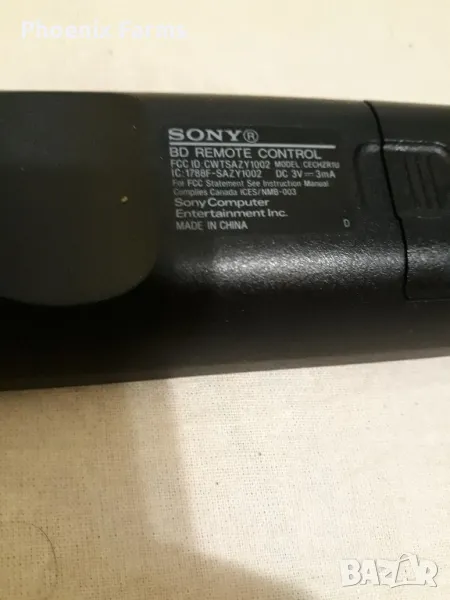 Phoenix Farms
SONY®
BD REMOTE CONTROL
FCC ID CWTSAZY1002 MODEL CECHZR1U
IC:1788F-SAZY1002 DC 3V ⎓ 3mA
For FCC Statement See Instruction Manual
Complies Canada ICES/NMB-003
Sony Computer
Entertainment Inc.
MADE IN CHINA D
BAZAR